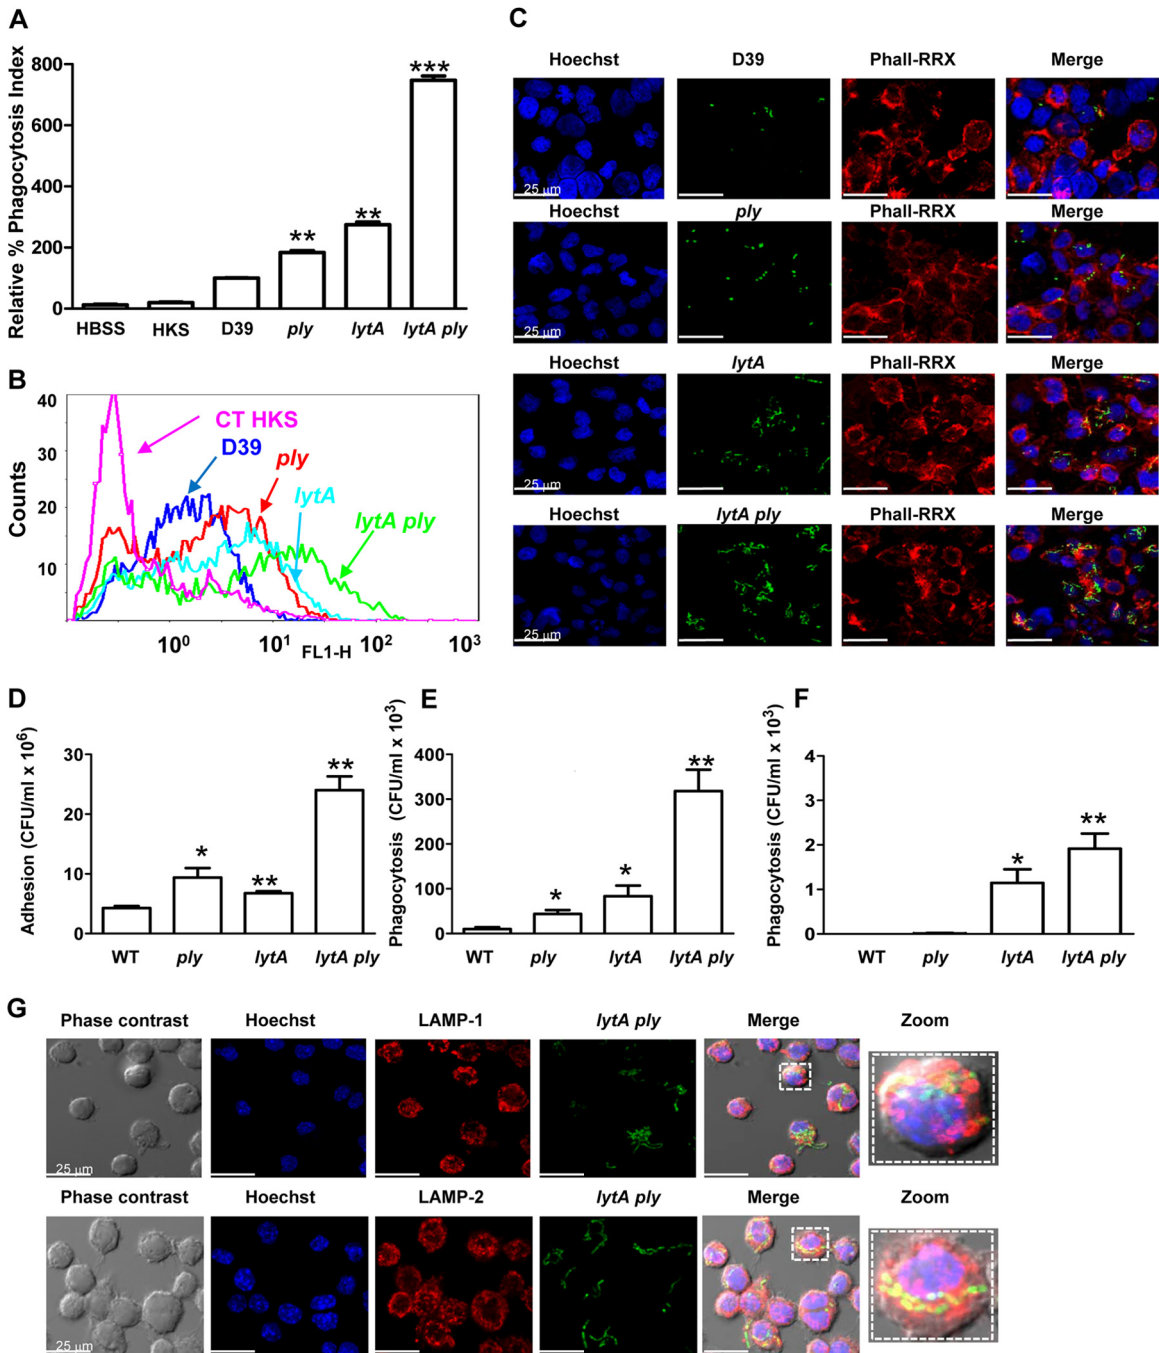 A
Relative % Phagocytosis Index
800
600
400
200
0
***
**
**
HBSS HKS D39 ply lytA lytA ply
B
Counts
40
30
20
10
CT HKS
D39
ply
lytA
lytA ply
10⁰ 10¹ 10² 10³
FL1-H
C
Hoechst D39 Phall-RRX Merge
25 µm
Hoechst ply Phall-RRX Merge
25 µm
Hoechst lytA Phall-RRX Merge
25 µm
Hoechst lytA ply Phall-RRX Merge
25 µm
D
Adhesion (CFU/ml x 10⁶)
30
20
10
0
*
**
**
WT ply lytA lytA ply
E
Phagocytosis (CFU/ml x 10³)
400
300
200
100
0
*
*
**
WT ply lytA lytA ply
F
Phagocytosis (CFU/ml x 10³)
4
3
2
1
0
*
**
WT ply lytA lytA ply
G
Phase contrast Hoechst LAMP-1 lytA ply Merge Zoom
25 µm
Phase contrast Hoechst LAMP-2 lytA ply Merge Zoom
25 µm